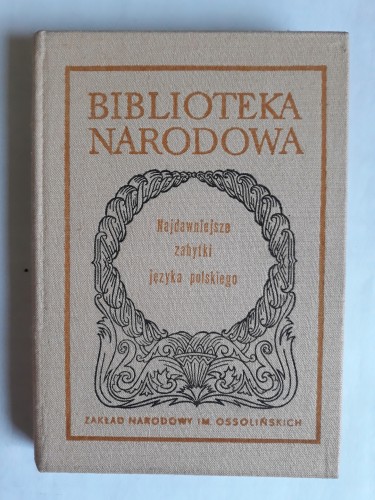 BIBLIOTEKA
NARODOWA
Najdawniejsze
zabytki
języka polskiego
ZAKŁAD NARODOWY IM. OSSOLIŃSKICH